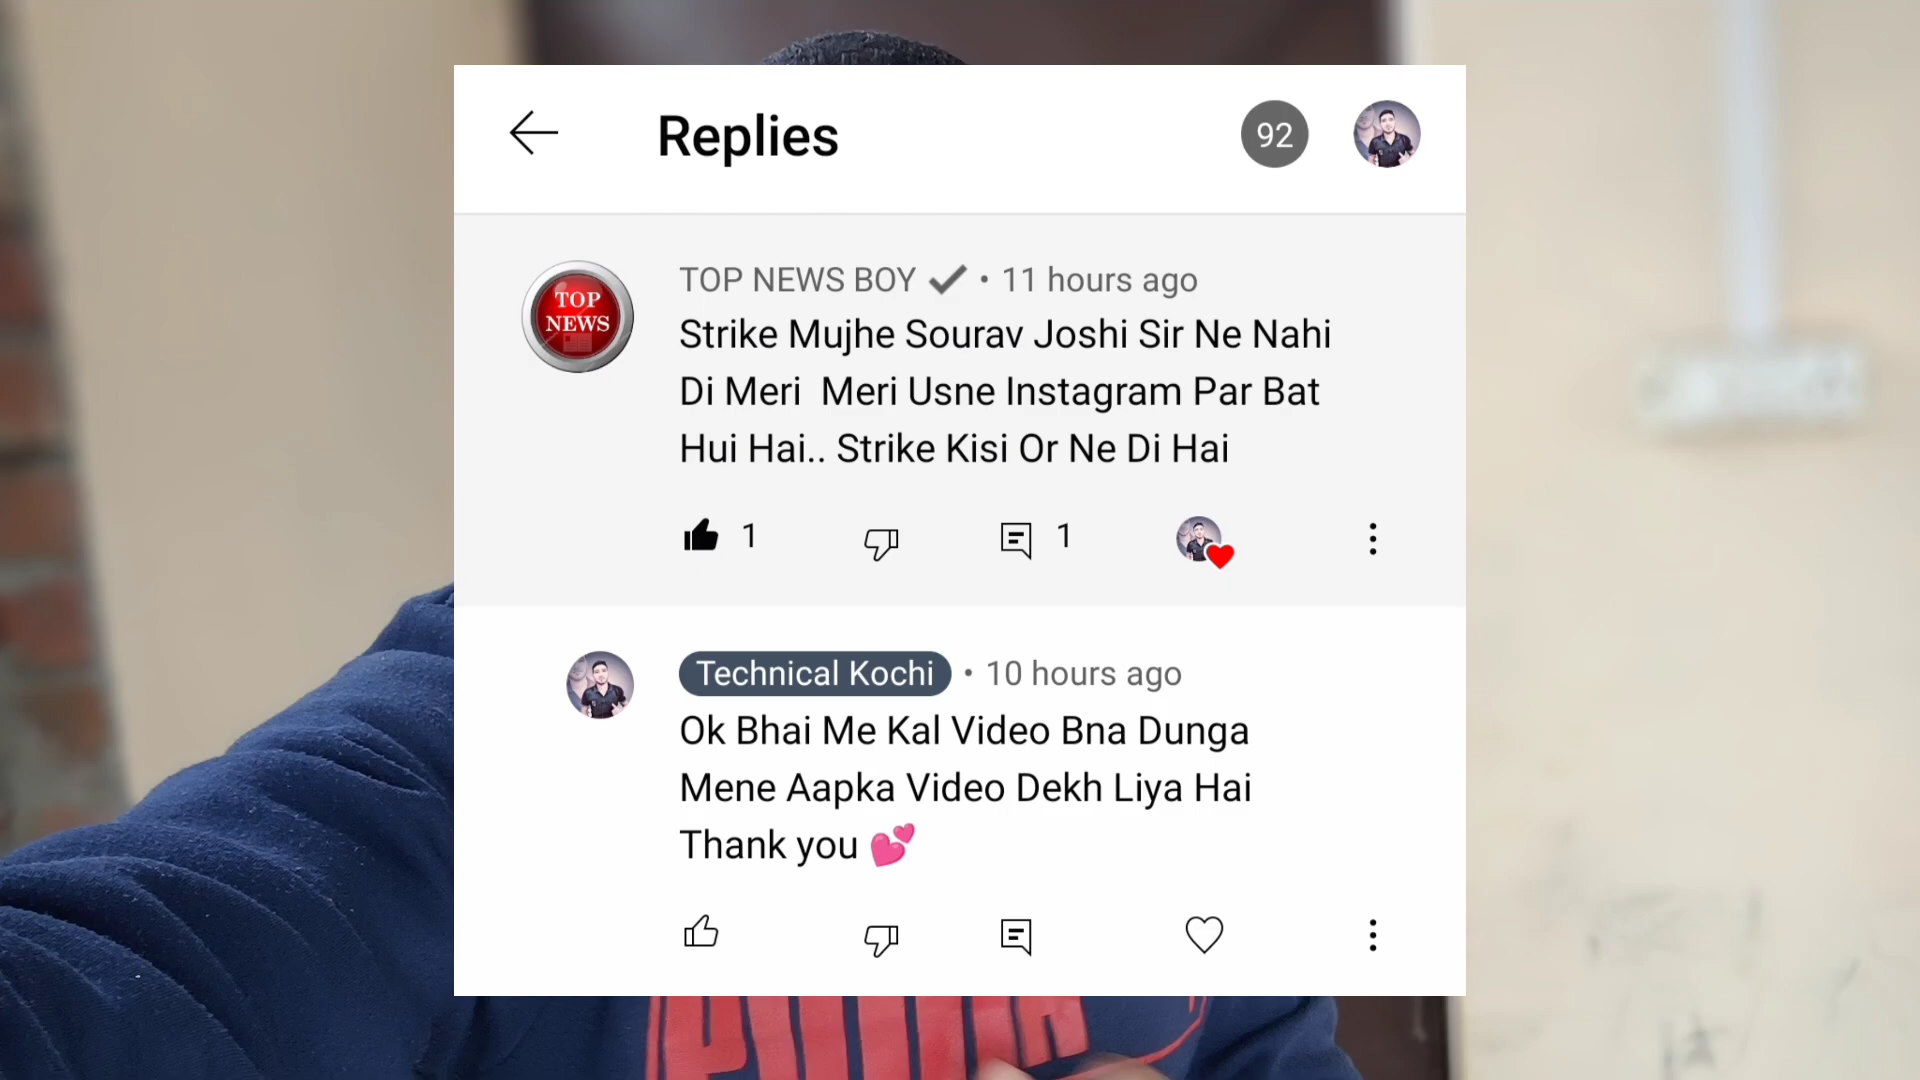 Replies
92
TOP NEWS BOY ✔ • 11 hours ago
TOP
NEWS
Strike Mujhe Sourav Joshi Sir Ne Nahi
Di Meri  Meri Usne Instagram Par Bat
Hui Hai.. Strike Kisi Or Ne Di Hai
1
1
Technical Kochi • 10 hours ago
Ok Bhai Me Kal Video Bna Dunga
Mene Aapka Video Dekh Liya Hai
Thank you 💕